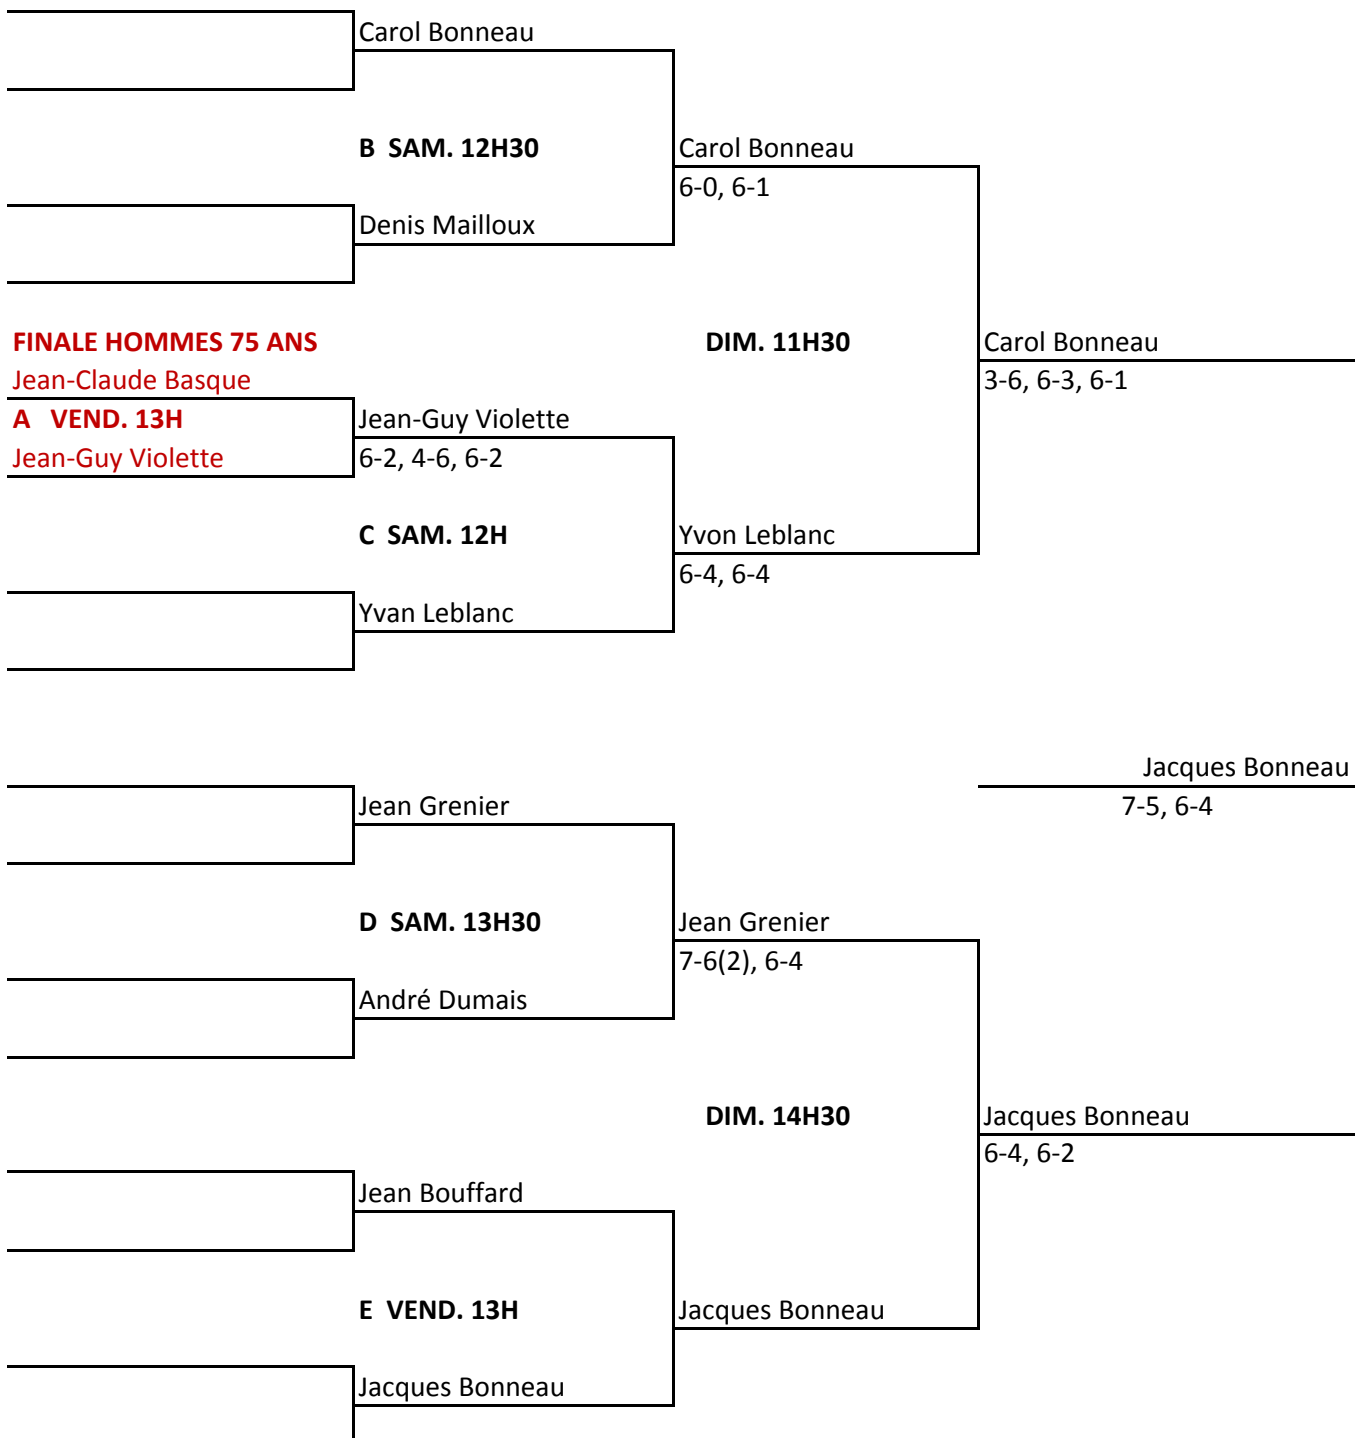 Carol Bonneau
B SAM. 12H30
Carol Bonneau
6-0, 6-1
Denis Mailloux
FINALE HOMMES 75 ANS
DIM. 11H30
Carol Bonneau
Jean-Claude Basque
3-6, 6-3, 6-1
A VEND. 13H
Jean-Guy Violette
Jean-Guy Violette
6-2, 4-6, 6-2
C SAM. 12H
Yvon Leblanc
6-4, 6-4
Yvan Leblanc
Jacques Bonneau
Jean Grenier
7-5, 6-4
D SAM. 13H30
Jean Grenier
7-6(2), 6-4
André Dumais
DIM. 14H30
Jacques Bonneau
6-4, 6-2
Jean Bouffard
E VEND. 13H
Jacques Bonneau
Jacques Bonneau